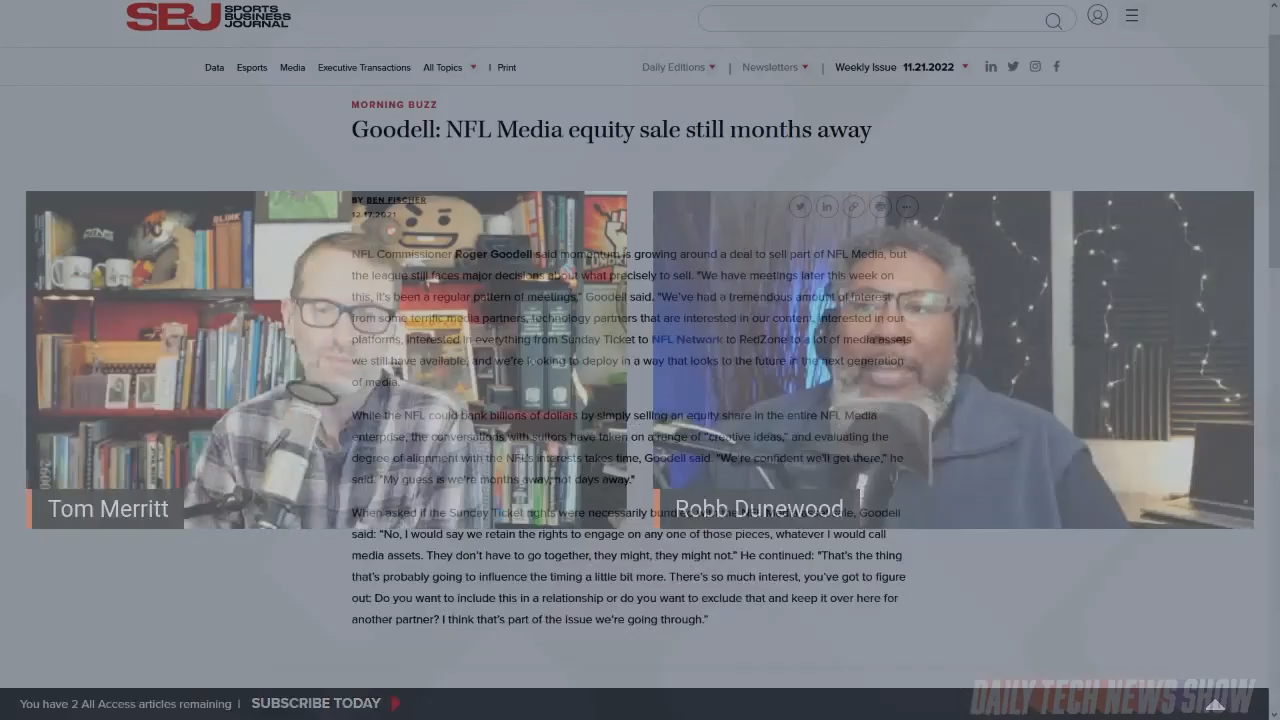 SBJ SPORTS BUSINESS JOURNAL
Data Esports Media Executive Transactions All Topics | Print
Daily Editions | Newsletters | Weekly Issue 11.21.2022
MORNING BUZZ
Goodell: NFL Media equity sale still months away
BY BEN FISCHER
12.17.2021
BLINK
NFL Commissioner Roger Goodell said momentum is growing around a deal to sell part of NFL Media, but
the league still faces major decisions about what precisely to sell. "We have meetings later this week on
this, it's been a regular pattern of meetings," Goodell said. "We've had a tremendous amount of interest
from some terrific media partners, technology partners that are interested in our content, interested in our
platforms, interested in everything from Sunday Ticket to NFL Network to RedZone to a lot of media assets
we still have available, and we're looking to deploy in a way that looks to the future in the next generation
of media."
While the NFL could bank billions of dollars by simply selling an equity share in the entire NFL Media
enterprise, the conversations with suitors have taken on a range of "creative ideas," and evaluating the
degree of alignment with the NFL's interests takes time, Goodell said. "We're confident we'll get there," he
said. "My guess is we're months away, not days away."
2600
Tom Merritt
Robb Dunewood
When asked if the Sunday Ticket rights were necessarily Goodell
said: "No, I would say we retain the rights to engage on any one of those pieces, whatever I would call
media assets. They don't have to go together, they might, they might not." He continued: "That's the thing
that's probably going to influence the timing a little bit more. There's so much interest, you've got to figure
out: Do you want to include this in a relationship or do you want to exclude that and keep it over here for
another partner? I think that's part of the issue we're going through."
You have 2 All Access articles remaining | SUBSCRIBE TODAY
DAILY TECH NEWS SHOW